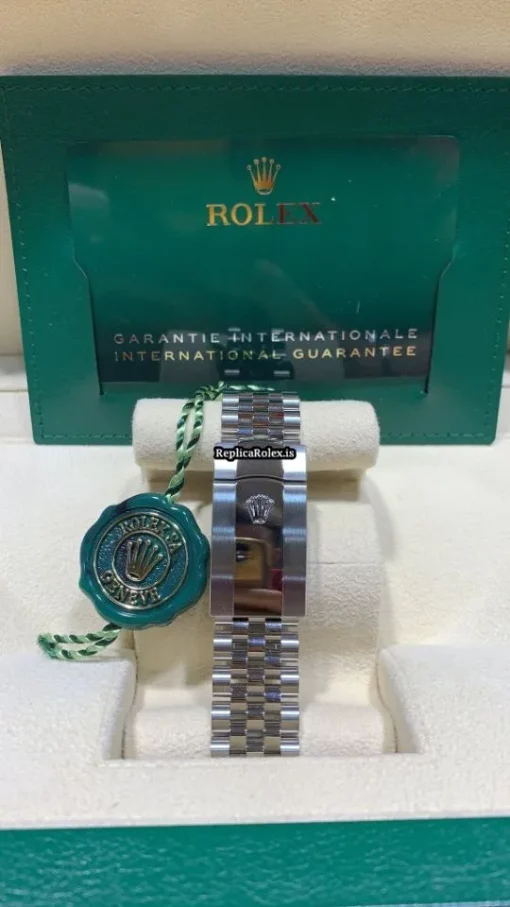 ROLEX
GARANTIE INTERNATIONALE
INTERNATIONAL GUARANTEE
ReplicaRolex.is
ROLEX SA
GENEVE